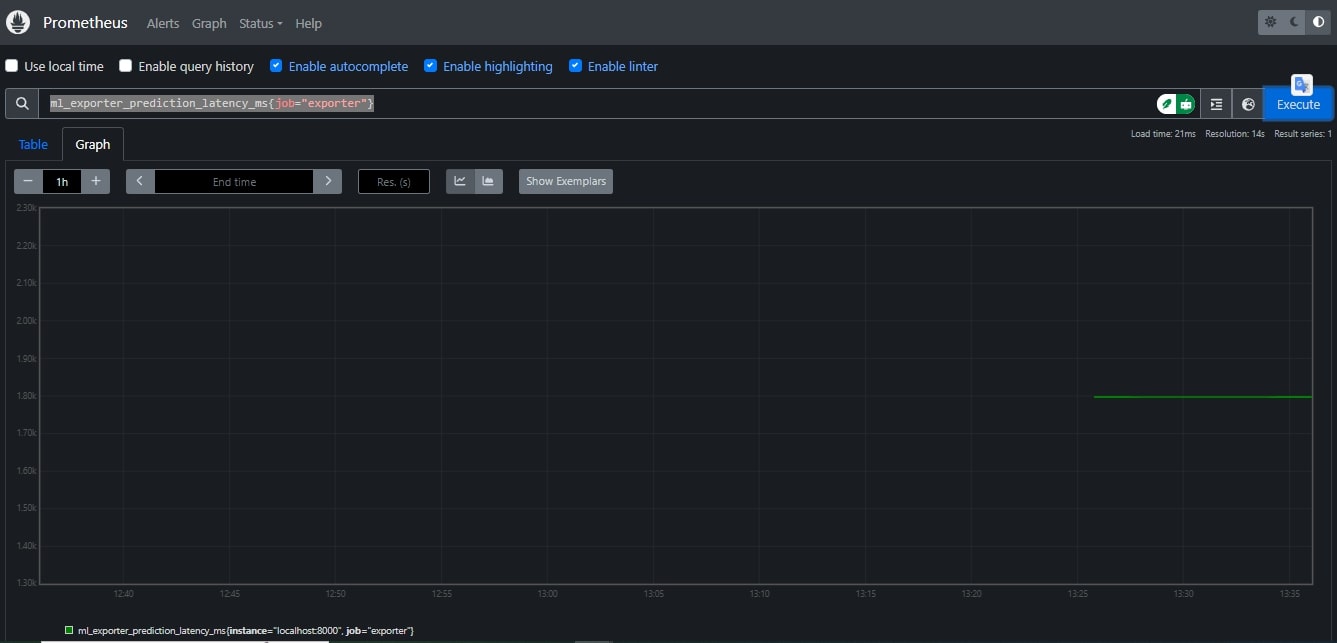 Prometheus Alerts Graph Status Help
Use local time Enable query history Enable autocomplete Enable highlighting Enable linter
ml_exporter_prediction_latency_ms{job="exporter"} Execute
Load time: 21ms Resolution: 14s Result series: 1
Table Graph
1h End time Res. (s) Show Exemplars
2.30k
2.20k
2.10k
2.00k
1.90k
1.80k
1.70k
1.60k
1.50k
1.40k
1.30k
12:40 12:45 12:50 12:55 13:00 13:05 13:10 13:15 13:20 13:25 13:30 13:35
ml_exporter_prediction_latency_ms{instance="localhost:8000", job="exporter"}